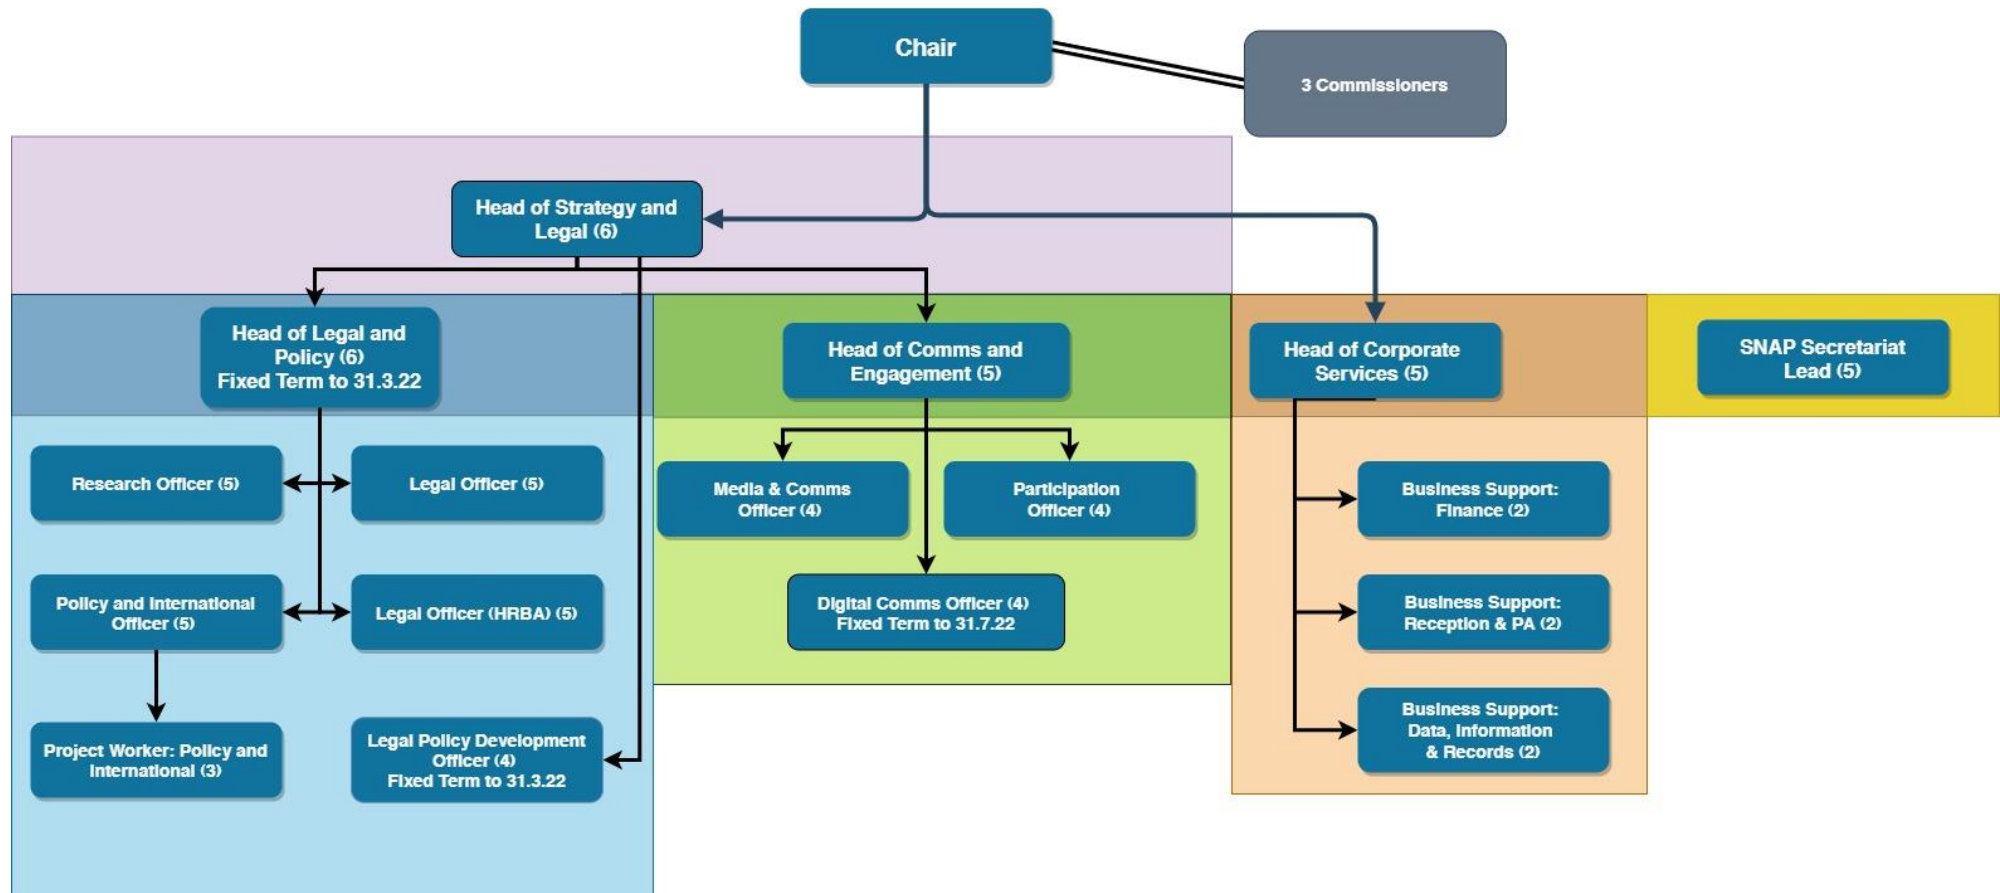 Chair
3 Commissioners
Head of Strategy and
Legal (6)
Head of Legal and
Policy (6)
Fixed Term to 31.3.22
Head of Comms and
Engagement (5)
Head of Corporate
Services (5)
SNAP Secretariat
Lead (5)
Research Officer (5)
Legal Officer (5)
Media & Comms
Officer (4)
Participation
Officer (4)
Business Support:
Finance (2)
Policy and International
Officer (5)
Legal Officer (HRBA) (5)
Digital Comms Officer (4)
Fixed Term to 31.7.22
Business Support:
Reception & PA (2)
Project Worker: Policy and
International (3)
Legal Policy Development
Officer (4)
Fixed Term to 31.3.22
Business Support:
Data, Information
& Records (2)